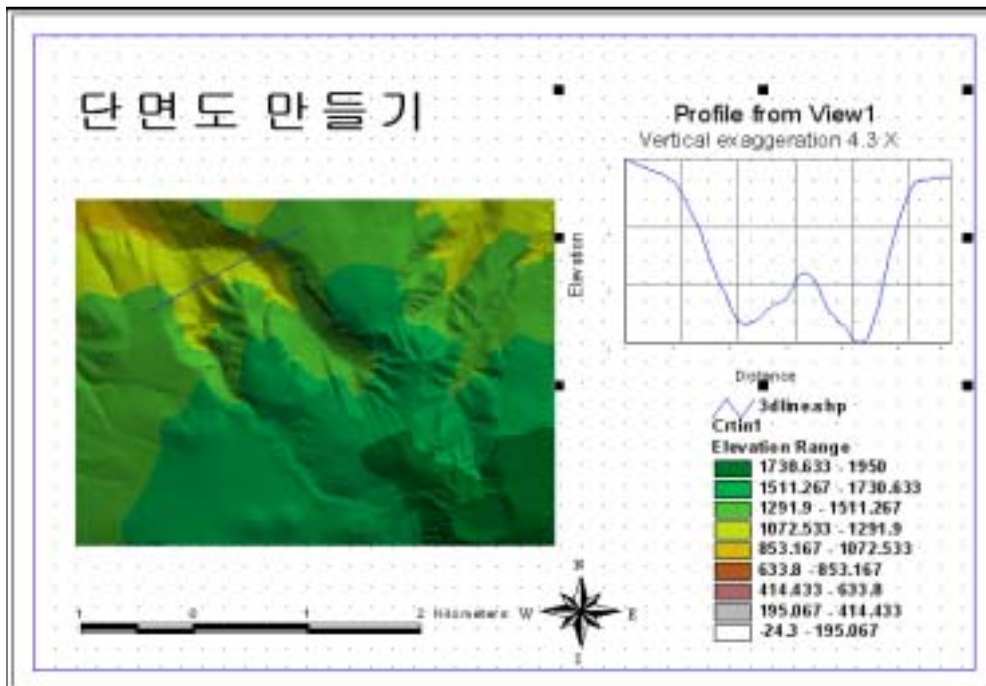 단면도 만들기
Profile from View1
Vertical exaggeration 4.3 X
Elevation
Distance
3dline.shp
Crtin1
Elevation Range
1730.633 - 1950
1511.267 - 1730.633
1291.9 - 1511.267
1072.533 - 1291.9
853.167 - 1072.533
633.8 - 853.167
414.433 - 633.8
195.067 - 414.433
-24.3 - 195.067
N
1 0 1 2 Kilometers
W E
S